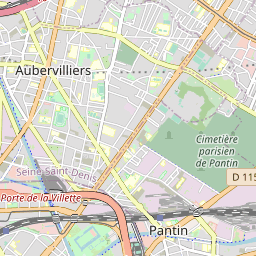 Aubervilliers
Cimetière
parisien
de Pantin
D 115
Seine-Saint-Denis
Porte de la Villette
Pantin